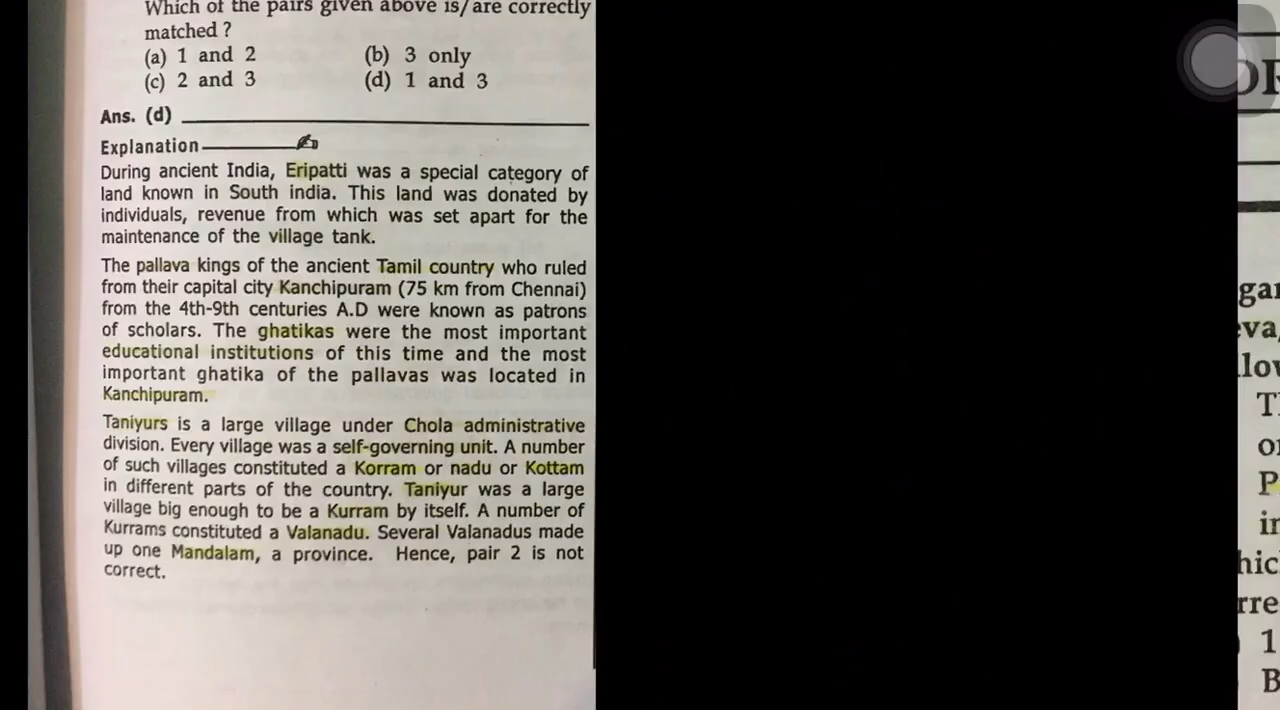 Which of the pairs given above is/are correctly
matched ?
(a) 1 and 2 (b) 3 only
(c) 2 and 3 (d) 1 and 3
Ans. (d)
Explanation
During ancient India, Eripatti was a special category of
land known in South india. This land was donated by
individuals, revenue from which was set apart for the
maintenance of the village tank.
The pallava kings of the ancient Tamil country who ruled
from their capital city Kanchipuram (75 km from Chennai)
from the 4th-9th centuries A.D were known as patrons
of scholars. The ghatikas were the most important
educational institutions of this time and the most
important ghatika of the pallavas was located in
Kanchipuram.
Taniyurs is a large village under Chola administrative
division. Every village was a self-governing unit. A number
of such villages constituted a Korram or nadu or Kottam
in different parts of the country. Taniyur was a large
village big enough to be a Kurram by itself. A number of
Kurrams constituted a Valanadu. Several Valanadus made
up one Mandalam, a province. Hence, pair 2 is not
correct.